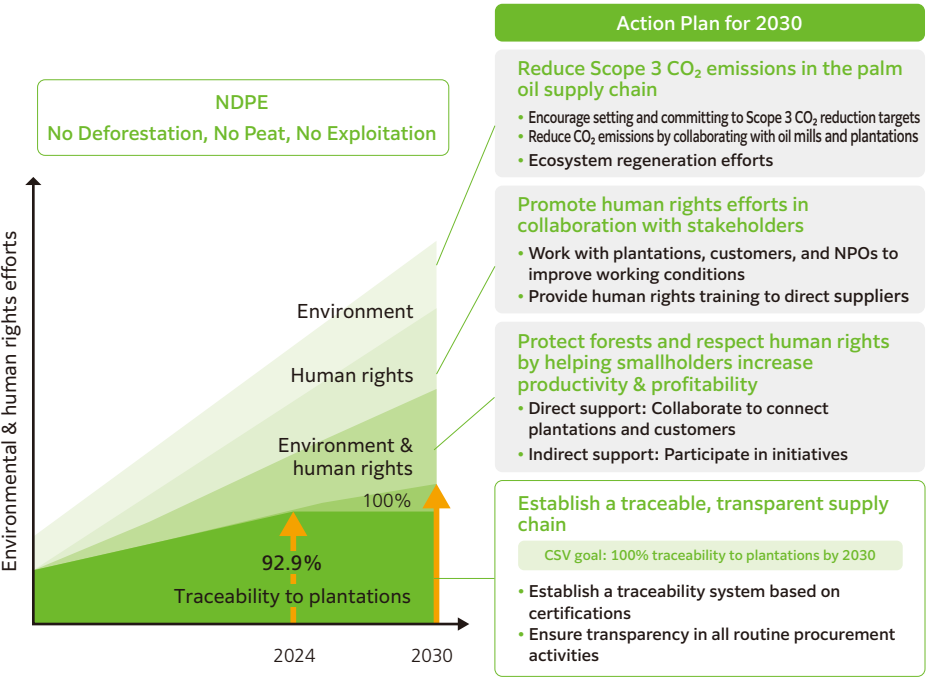 NDPE
No Deforestation, No Peat, No Exploitation
Environmental & human rights efforts
Environment
Human rights
Environment &
human rights
100%
92.9%
Traceability to plantations
2024
2030
Action Plan for 2030
Reduce Scope 3 CO₂ emissions in the palm
oil supply chain
• Encourage setting and committing to Scope 3 CO₂ reduction targets
• Reduce CO₂ emissions by collaborating with oil mills and plantations
• Ecosystem regeneration efforts
Promote human rights efforts in
collaboration with stakeholders
• Work with plantations, customers, and NPOs to
improve working conditions
• Provide human rights training to direct suppliers
Protect forests and respect human rights
by helping smallholders increase
productivity & profitability
• Direct support: Collaborate to connect
plantations and customers
• Indirect support: Participate in initiatives
Establish a traceable, transparent supply
chain
CSV goal: 100% traceability to plantations by 2030
• Establish a traceability system based on
certifications
• Ensure transparency in all routine procurement
activities